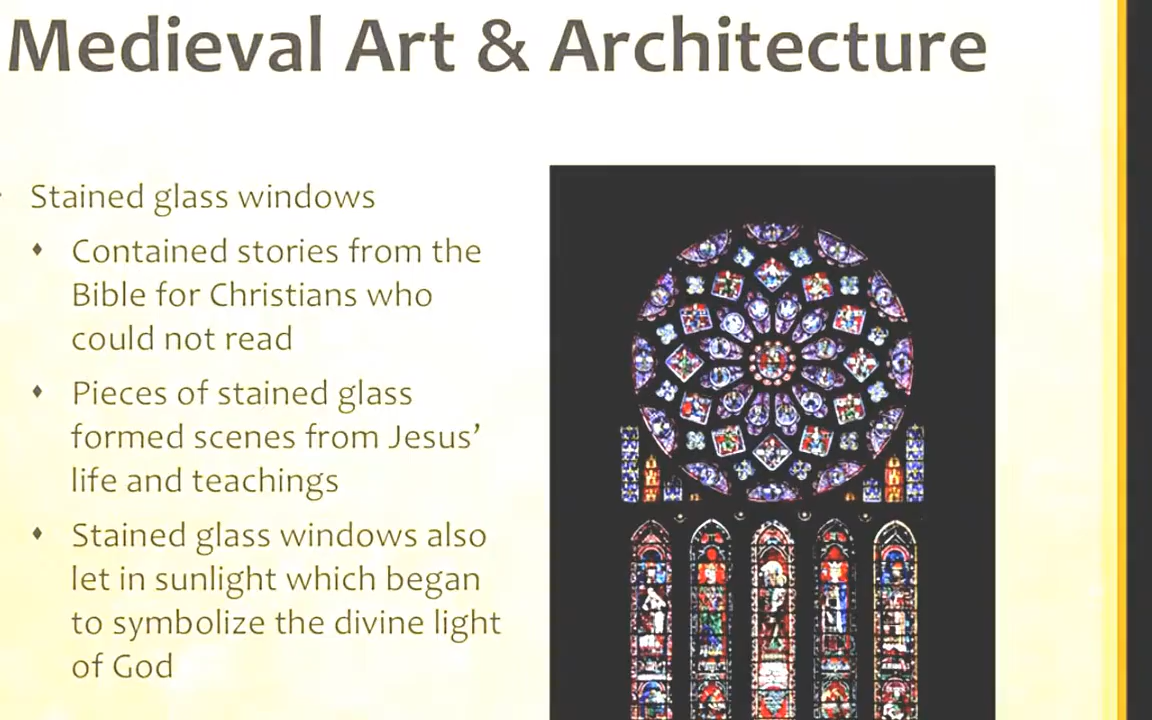 Medieval Art & Architecture
Stained glass windows
Contained stories from the
Bible for Christians who
could not read
Pieces of stained glass
formed scenes from Jesus’
life and teachings
Stained glass windows also
let in sunlight which began
to symbolize the divine light
of God